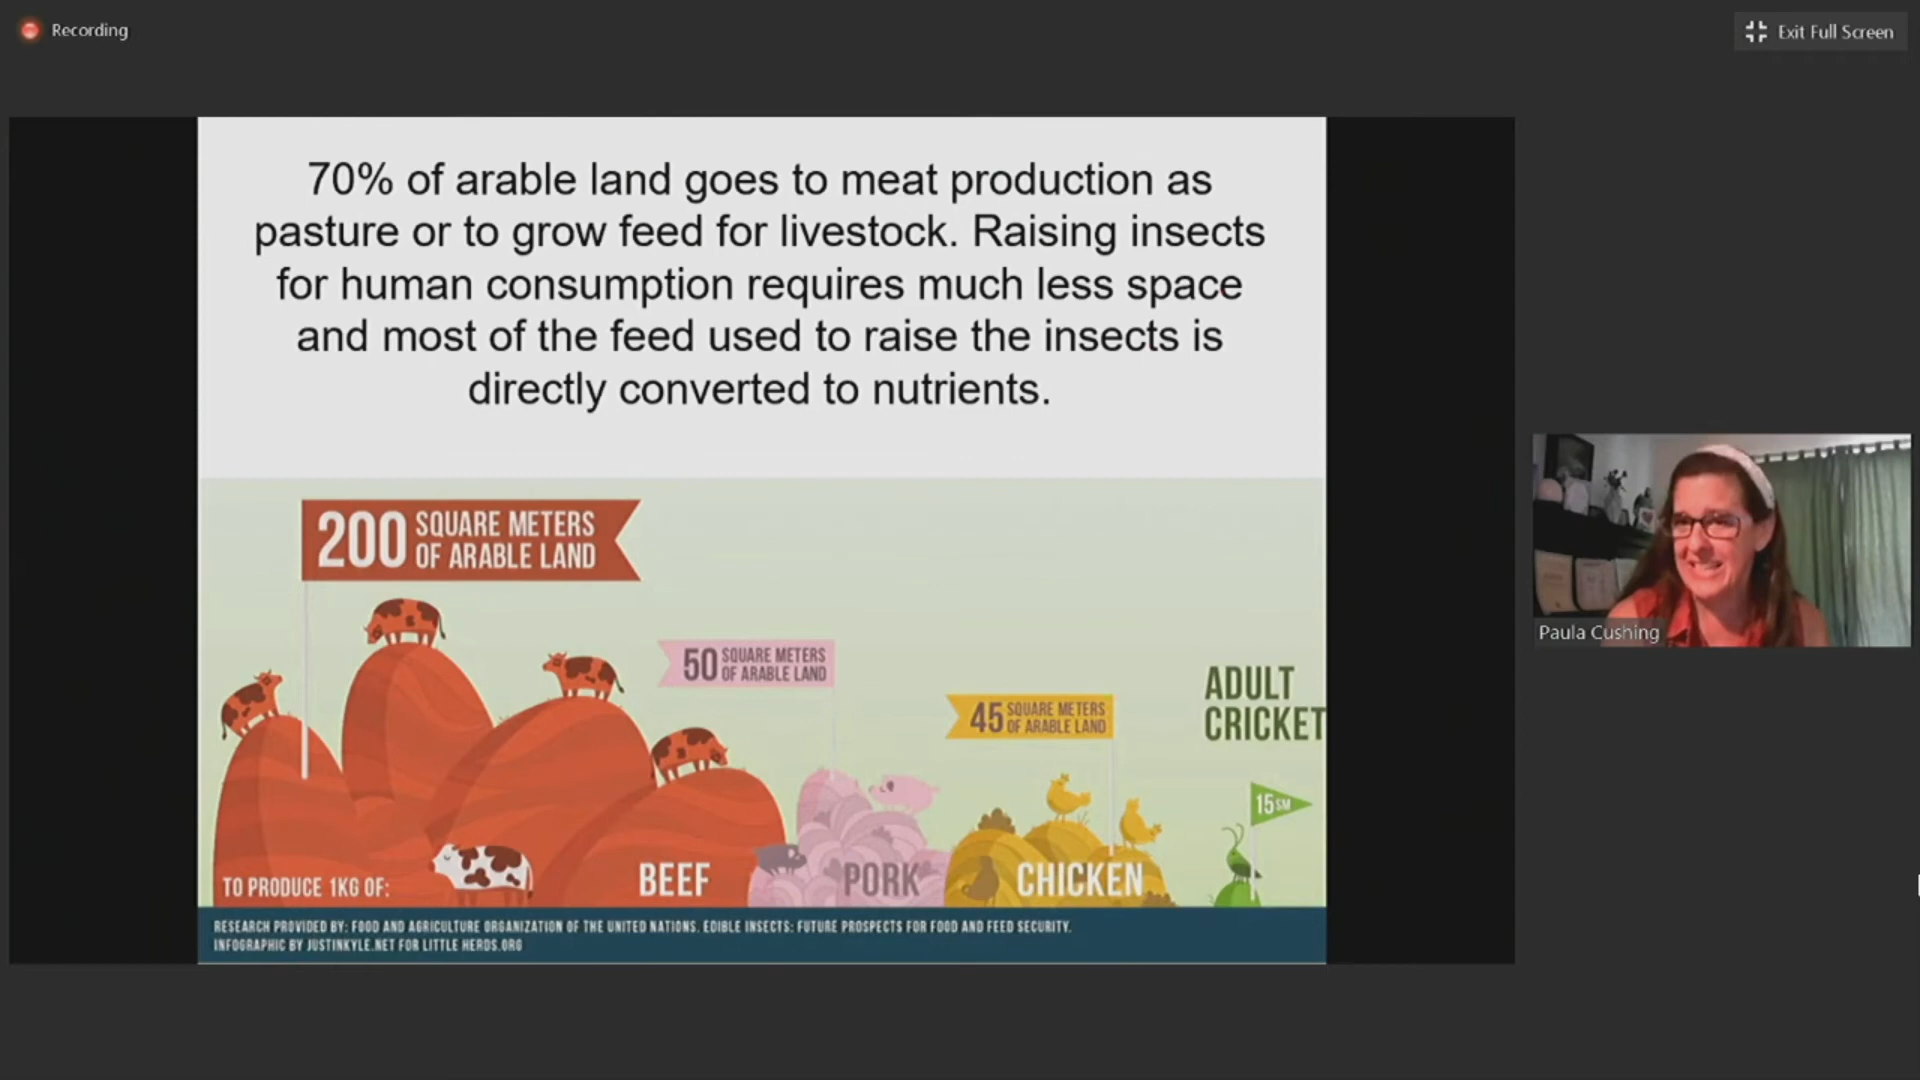 Recording
Exit Full Screen
70% of arable land goes to meat production as
pasture or to grow feed for livestock. Raising insects
for human consumption requires much less space
and most of the feed used to raise the insects is
directly converted to nutrients.
200 SQUARE METERS
OF ARABLE LAND
50 SQUARE METERS
OF ARABLE LAND
45 SQUARE METERS
OF ARABLE LAND
ADULT
CRICKET
15SM
TO PRODUCE 1KG OF:
BEEF
PORK
CHICKEN
RESEARCH PROVIDED BY: FOOD AND AGRICULTURE ORGANIZATION OF THE UNITED NATIONS. EDIBLE INSECTS: FUTURE PROSPECTS FOR FOOD AND FEED SECURITY.
INFOGRAPHIC BY JUSTINKYLE.NET FOR LITTLE HERDS.ORG
Paula Cushing